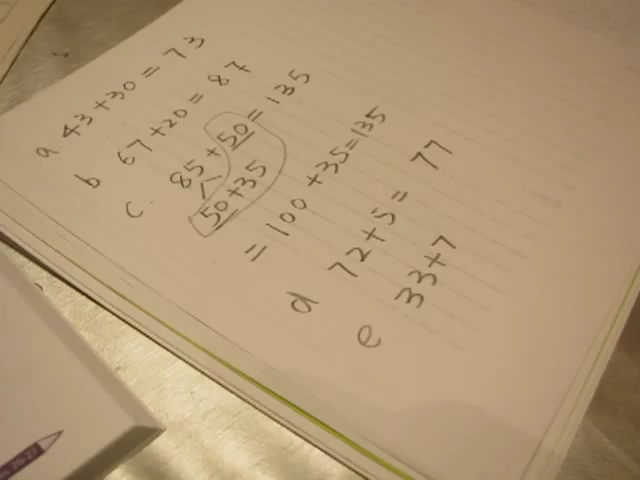 a 43+30=73
b 67+20=87
c. 85+50=135
50+35
=100+35=135
d 72+5=77
e 33+7